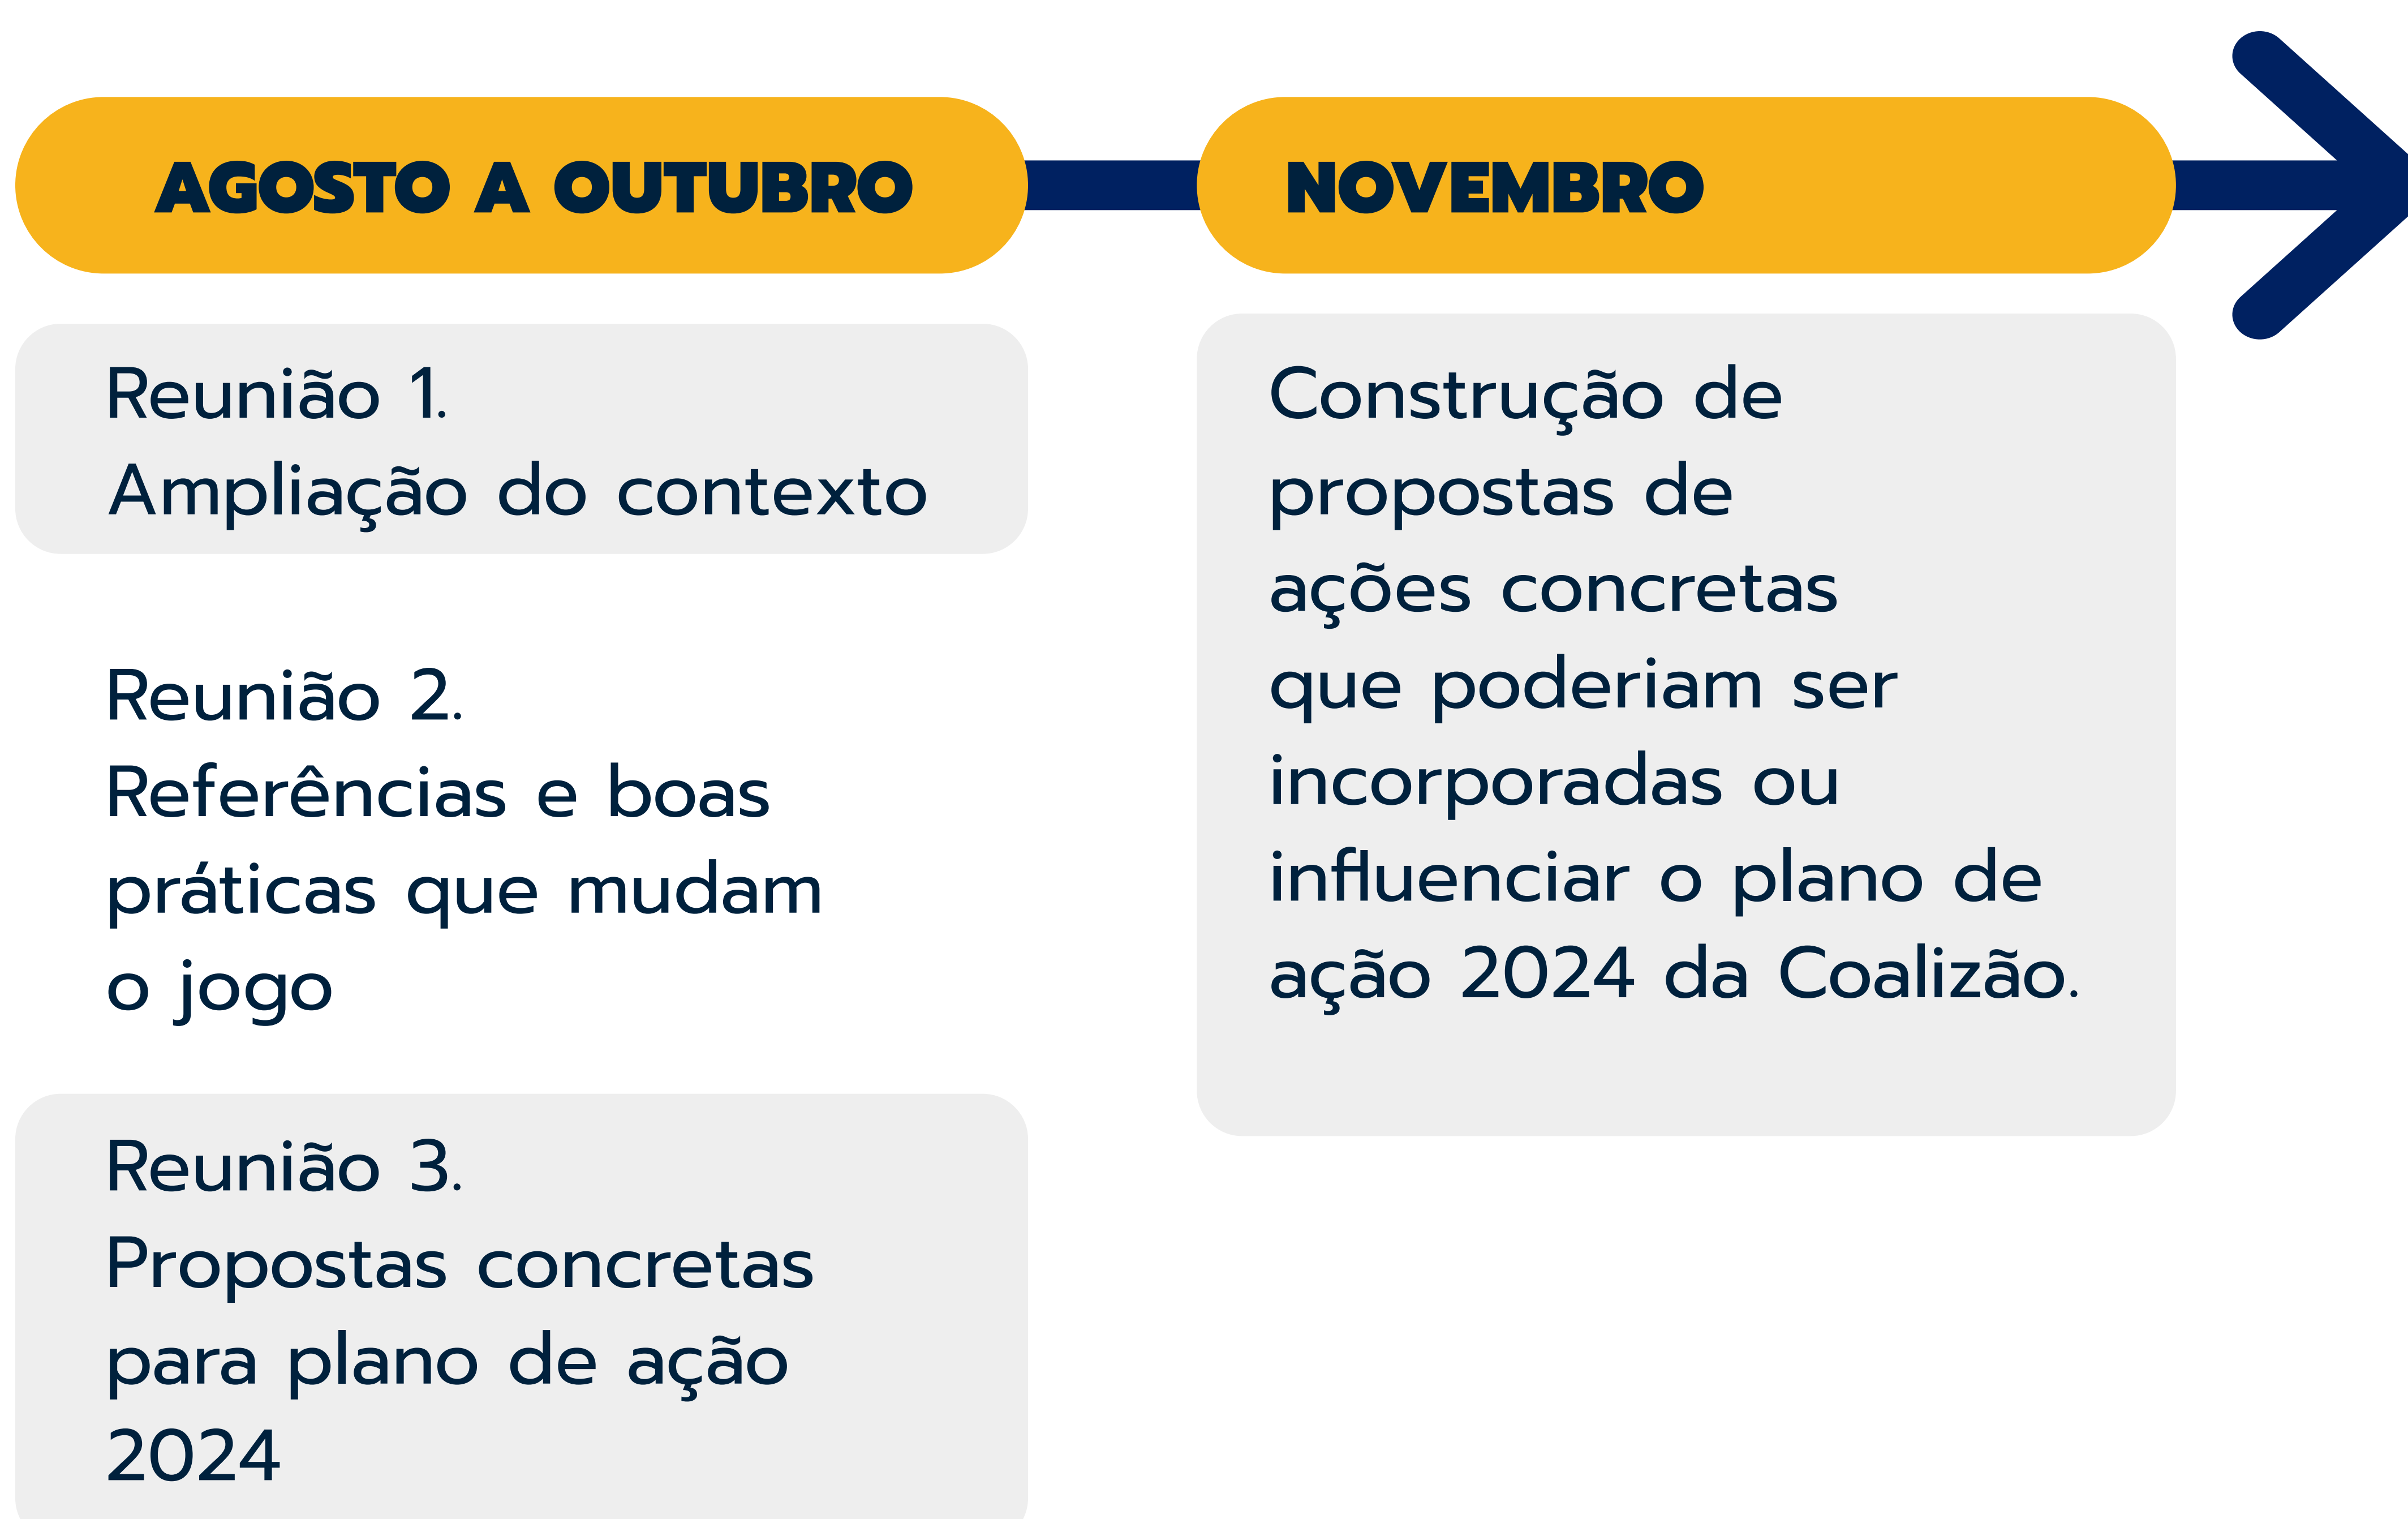 AGOSTO A OUTUBRO
Reunião 1.
Ampliação do contexto
Reunião 2.
Referências e boas
práticas que mudam
o jogo
Reunião 3.
Propostas concretas
para plano de ação
2024
NOVEMBRO
Construção de
propostas de
ações concretas
que poderiam ser
incorporadas ou
influenciar o plano de
ação 2024 da Coalizão.